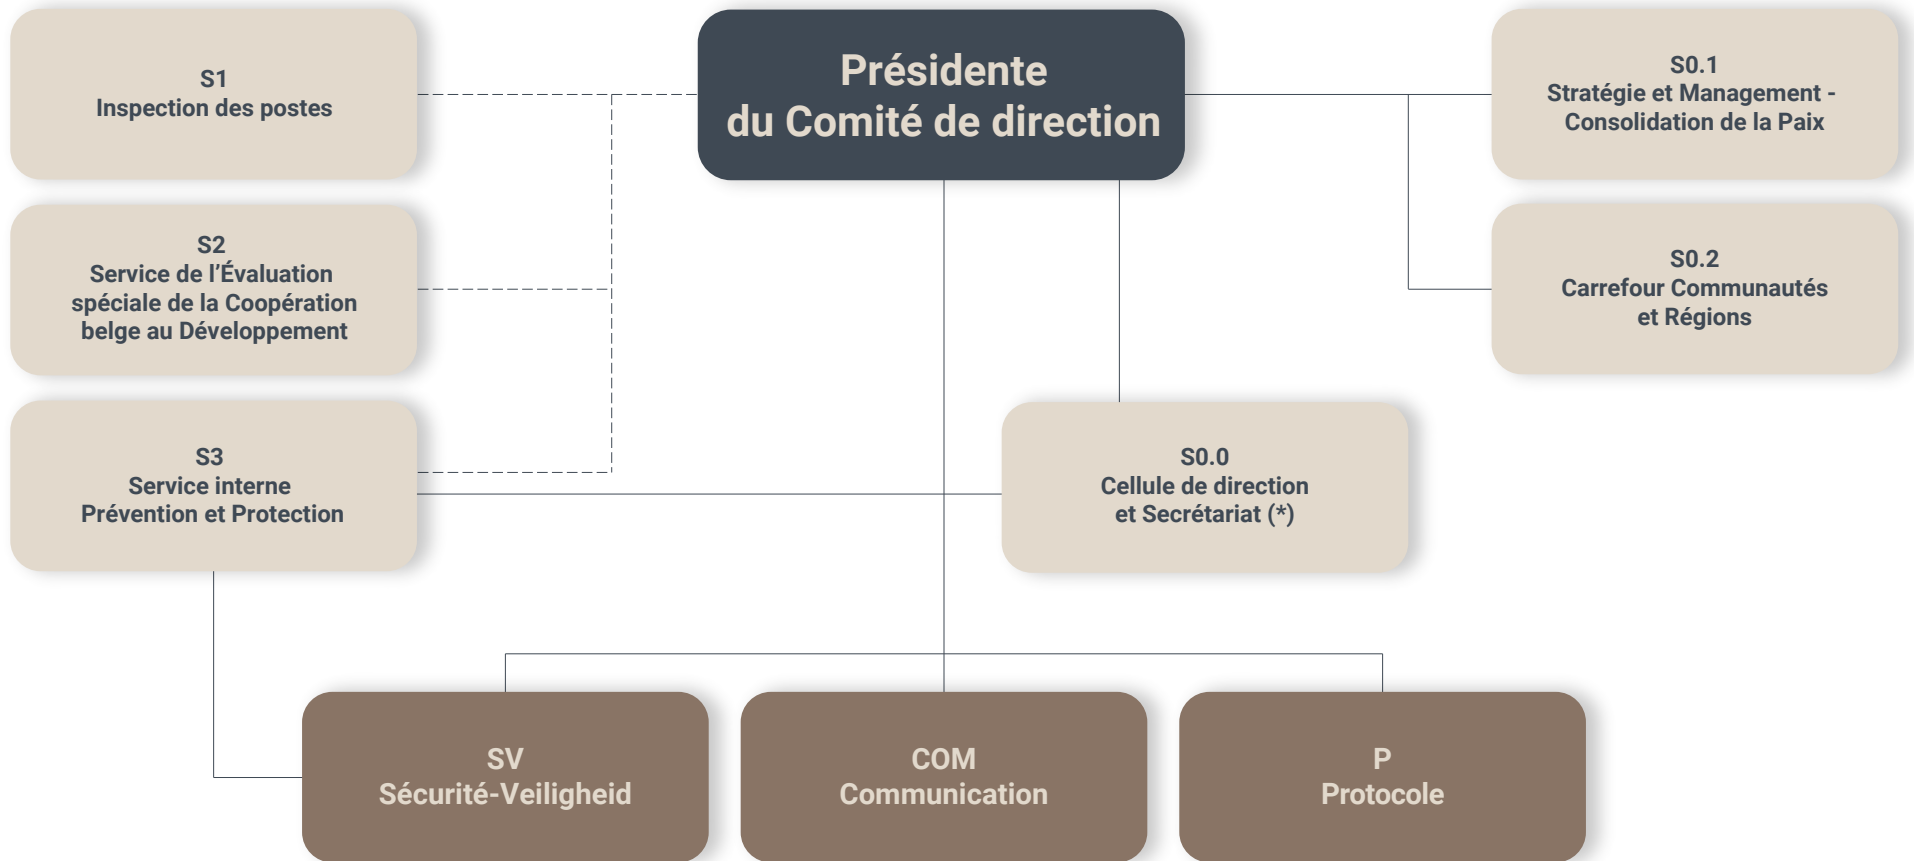 Présidente
du Comité de direction
S1
Inspection des postes
S0.1
Stratégie et Management -
Consolidation de la Paix
S2
Service de l’Évaluation
spéciale de la Coopération
belge au Développement
S0.2
Carrefour Communautés
et Régions
S3
Service interne
Prévention et Protection
S0.0
Cellule de direction
et Secrétariat (*)
SV
Sécurité-Veiligheid
COM
Communication
P
Protocole